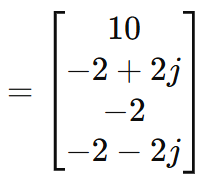 = [ 10
−2 + 2j
−2
−2 − 2j ]